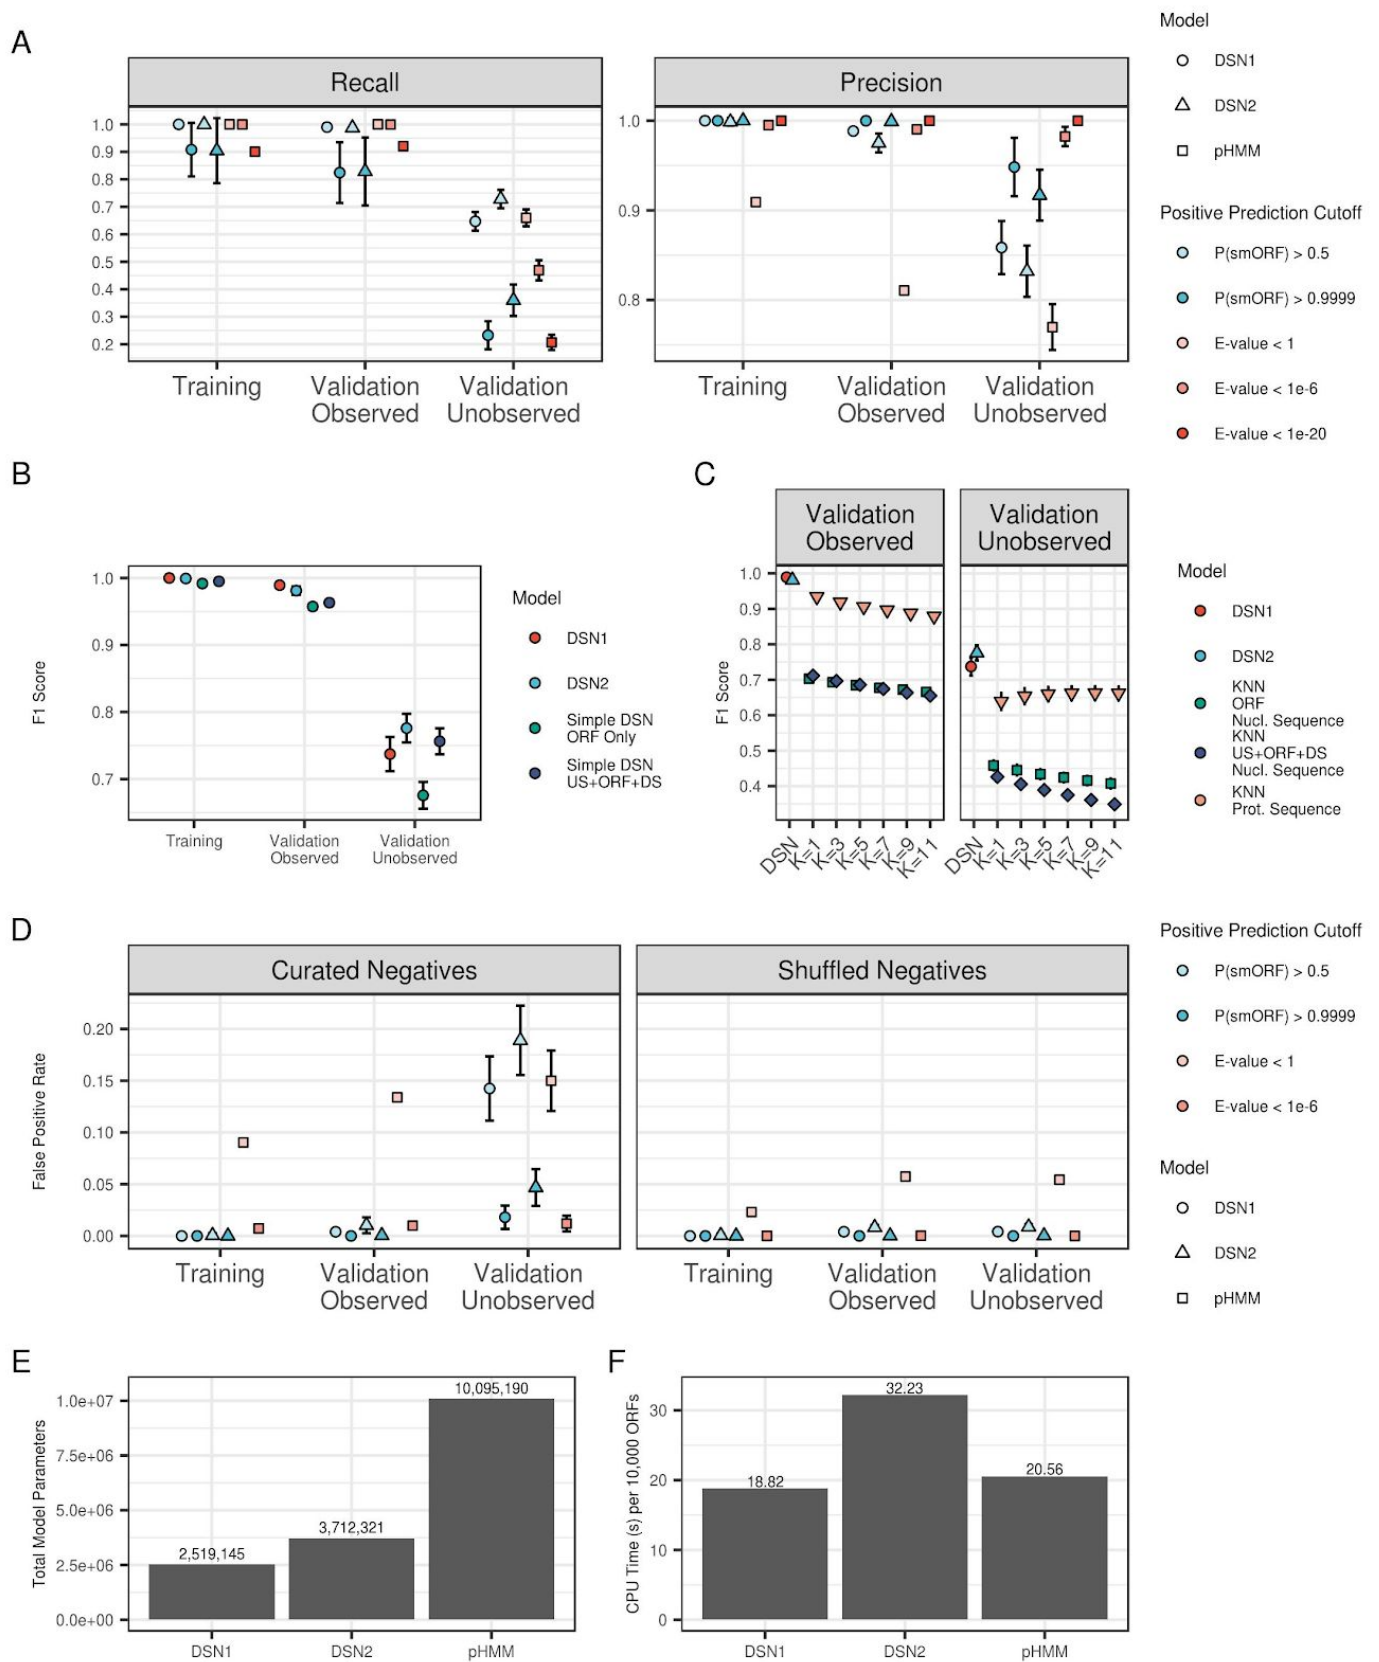 A
Recall
Precision
1.0
0.9
0.8
0.7
0.6
0.5
0.4
0.3
0.2
1.0
0.9
0.8
Training
Validation
Observed
Validation
Unobserved
Training
Validation
Observed
Validation
Unobserved
Model
DSN1
DSN2
pHMM
Positive Prediction Cutoff
P(smORF) > 0.5
P(smORF) > 0.9999
E-value < 1
E-value < 1e-6
E-value < 1e-20
B
F1 Score
1.0
0.9
0.8
0.7
Training
Validation
Observed
Validation
Unobserved
Model
DSN1
DSN2
Simple DSN
ORF Only
Simple DSN
US+ORF+DS
C
Validation
Observed
Validation
Unobserved
F1 Score
1.0
0.9
0.8
0.7
0.6
0.5
0.4
DSN
K=1
K=3
K=5
K=7
K=9
K=11
DSN
K=1
K=3
K=5
K=7
K=9
K=11
Model
DSN1
DSN2
KNN
ORF
Nucl. Sequence
KNN
US+ORF+DS
Nucl. Sequence
KNN
Prot. Sequence
D
Curated Negatives
Shuffled Negatives
False Positive Rate
0.20
0.15
0.10
0.05
0.00
Training
Validation
Observed
Validation
Unobserved
Training
Validation
Observed
Validation
Unobserved
Positive Prediction Cutoff
P(smORF) > 0.5
P(smORF) > 0.9999
E-value < 1
E-value < 1e-6
Model
DSN1
DSN2
pHMM
E
Total Model Parameters
1.0e+07
7.5e+06
5.0e+06
2.5e+06
0.0e+00
2,519,145
3,712,321
10,095,190
DSN1
DSN2
pHMM
F
CPU Time (s) per 10,000 ORFs
30
20
10
0
18.82
32.23
20.56
DSN1
DSN2
pHMM